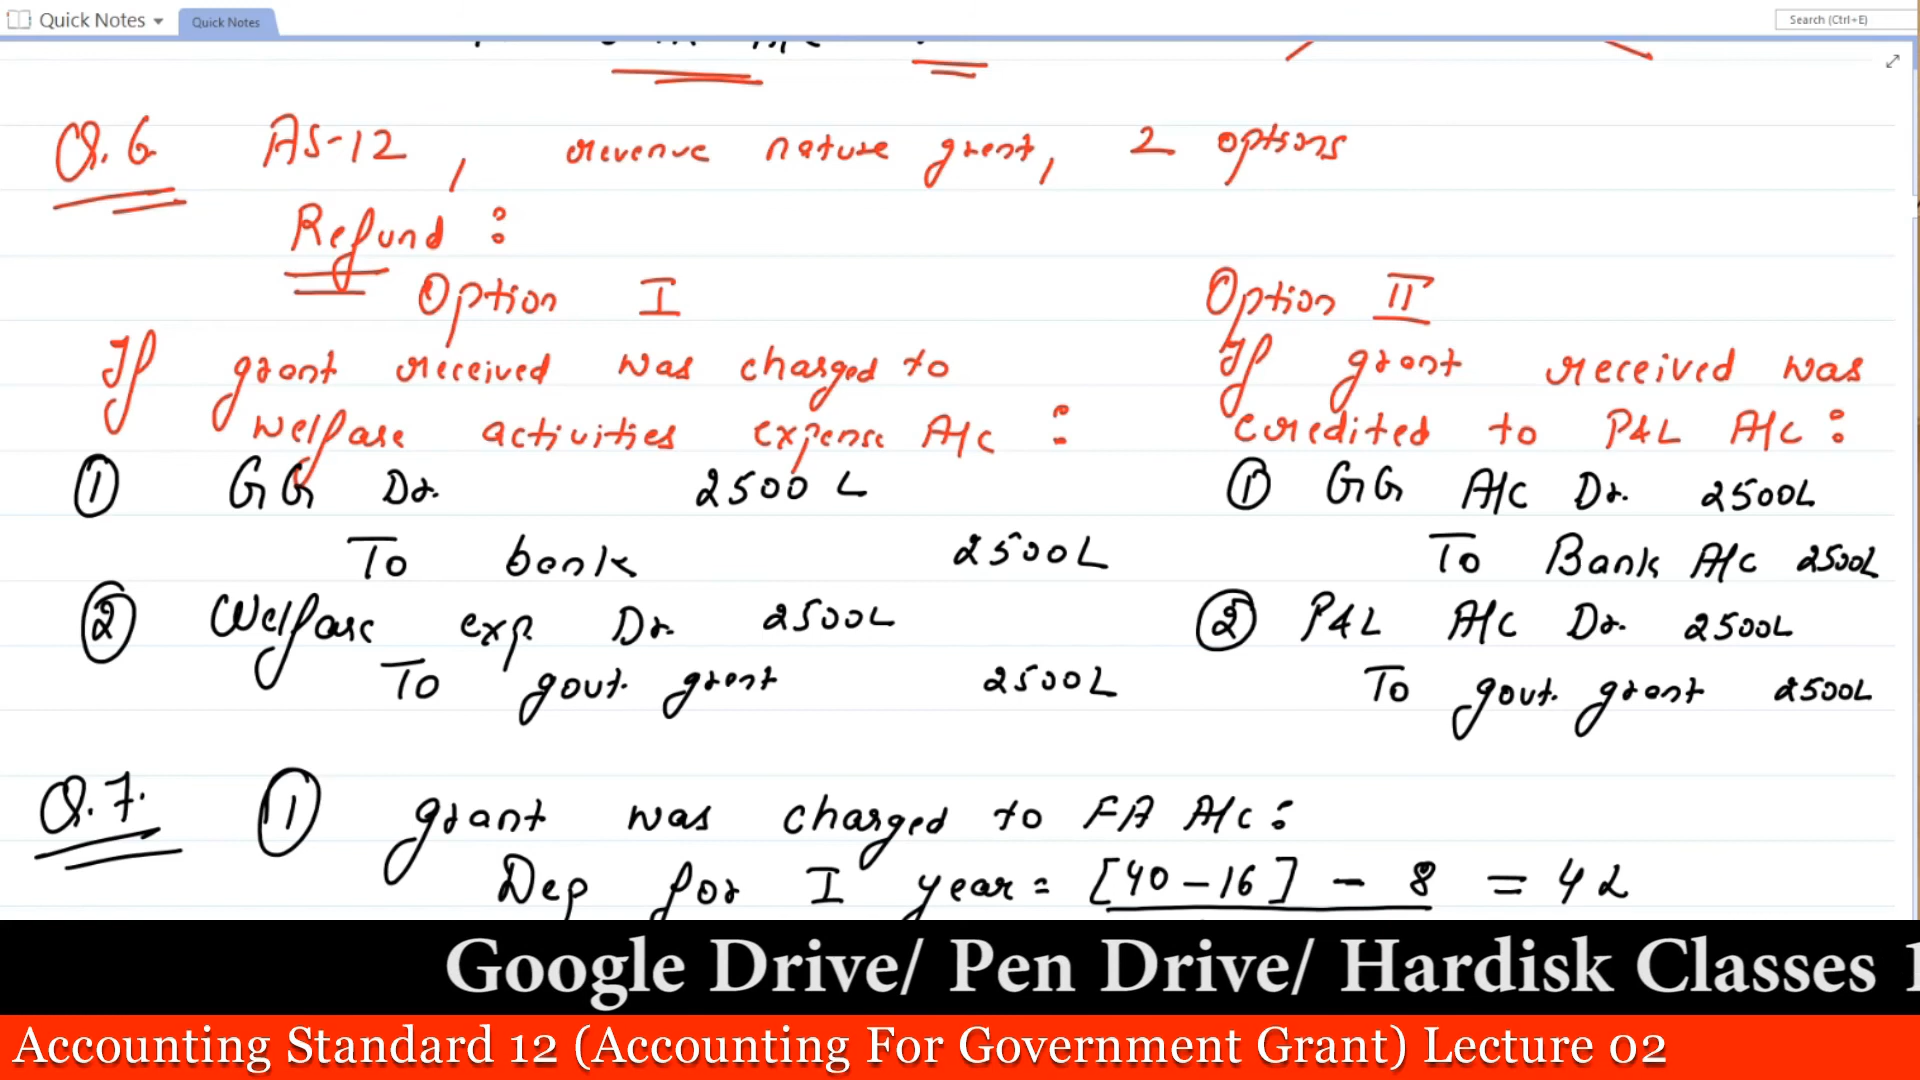 Quick Notes
Quick Notes
Search (Ctrl+E)
Q.6 AS-12, revenue nature grant, 2 options
Refund :
Option I
If grant received was charged to
welfare activities expense A/c :
① GG Dr. 2500 L
To bank 2500L
② Welfare exp Dr. 2500L
To govt. grant 2500L
Option II
If grant received was
credited to P&L A/c :
① GG A/c Dr. 2500L
To Bank A/c 2500L
② P&L A/c Dr. 2500L
To govt. grant 2500L
Q.7. ① grant was charged to FA A/c :
Dep for I year = [40-16] - 8 = 4L
Google Drive/ Pen Drive/ Hardisk Classes
Accounting Standard 12 (Accounting For Government Grant) Lecture 02